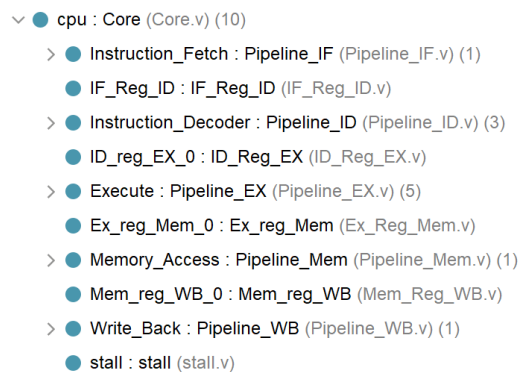 cpu : Core (Core.v) (10)
Instruction_Fetch : Pipeline_IF (Pipeline_IF.v) (1)
IF_Reg_ID : IF_Reg_ID (IF_Reg_ID.v)
Instruction_Decoder : Pipeline_ID (Pipeline_ID.v) (3)
ID_reg_EX_0 : ID_Reg_EX (ID_Reg_EX.v)
Execute : Pipeline_EX (Pipeline_EX.v) (5)
Ex_reg_Mem_0 : Ex_reg_Mem (Ex_Reg_Mem.v)
Memory_Access : Pipeline_Mem (Pipeline_Mem.v) (1)
Mem_reg_WB_0 : Mem_reg_WB (Mem_Reg_WB.v)
Write_Back : Pipeline_WB (Pipeline_WB.v) (1)
stall : stall (stall.v)